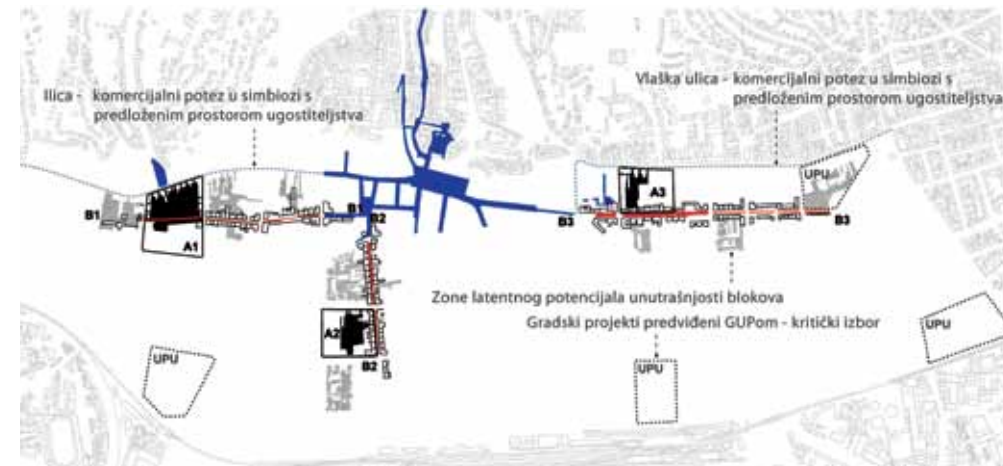 Vlaška ulica - komercijalni potez u simbiozi s
predloženim prostorom ugostiteljstva
Ilica - komercijalni potez u simbiozi s
predloženim prostorom ugostiteljstva
UPU
A3
B1
B1
B2
B3
B3
A1
Zone latentnog potencijala unutrašnjosti blokova
Gradski projekti predviđeni GUPom - kritički izbor
A2
UPU
B2
UPU
UPU